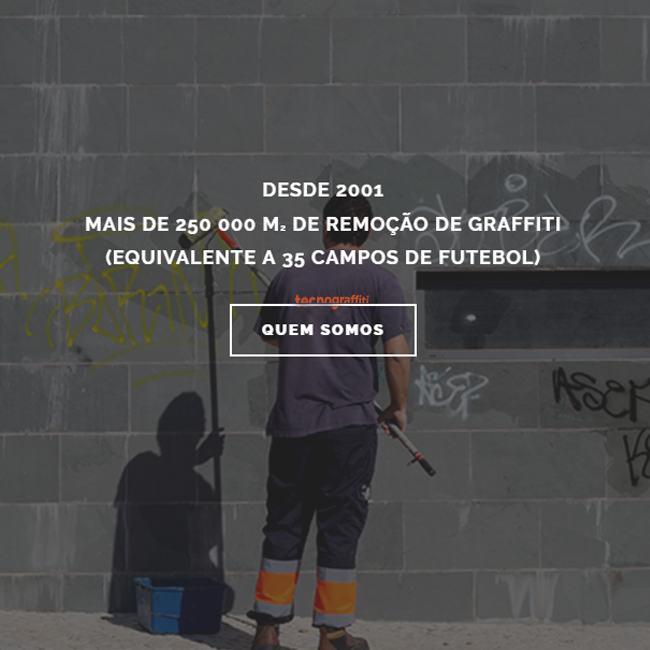 DESDE 2001
MAIS DE 250 000 M² DE REMOÇÃO DE GRAFFITI
(EQUIVALENTE A 35 CAMPOS DE FUTEBOL)
tecnograffiti
QUEM SOMOS